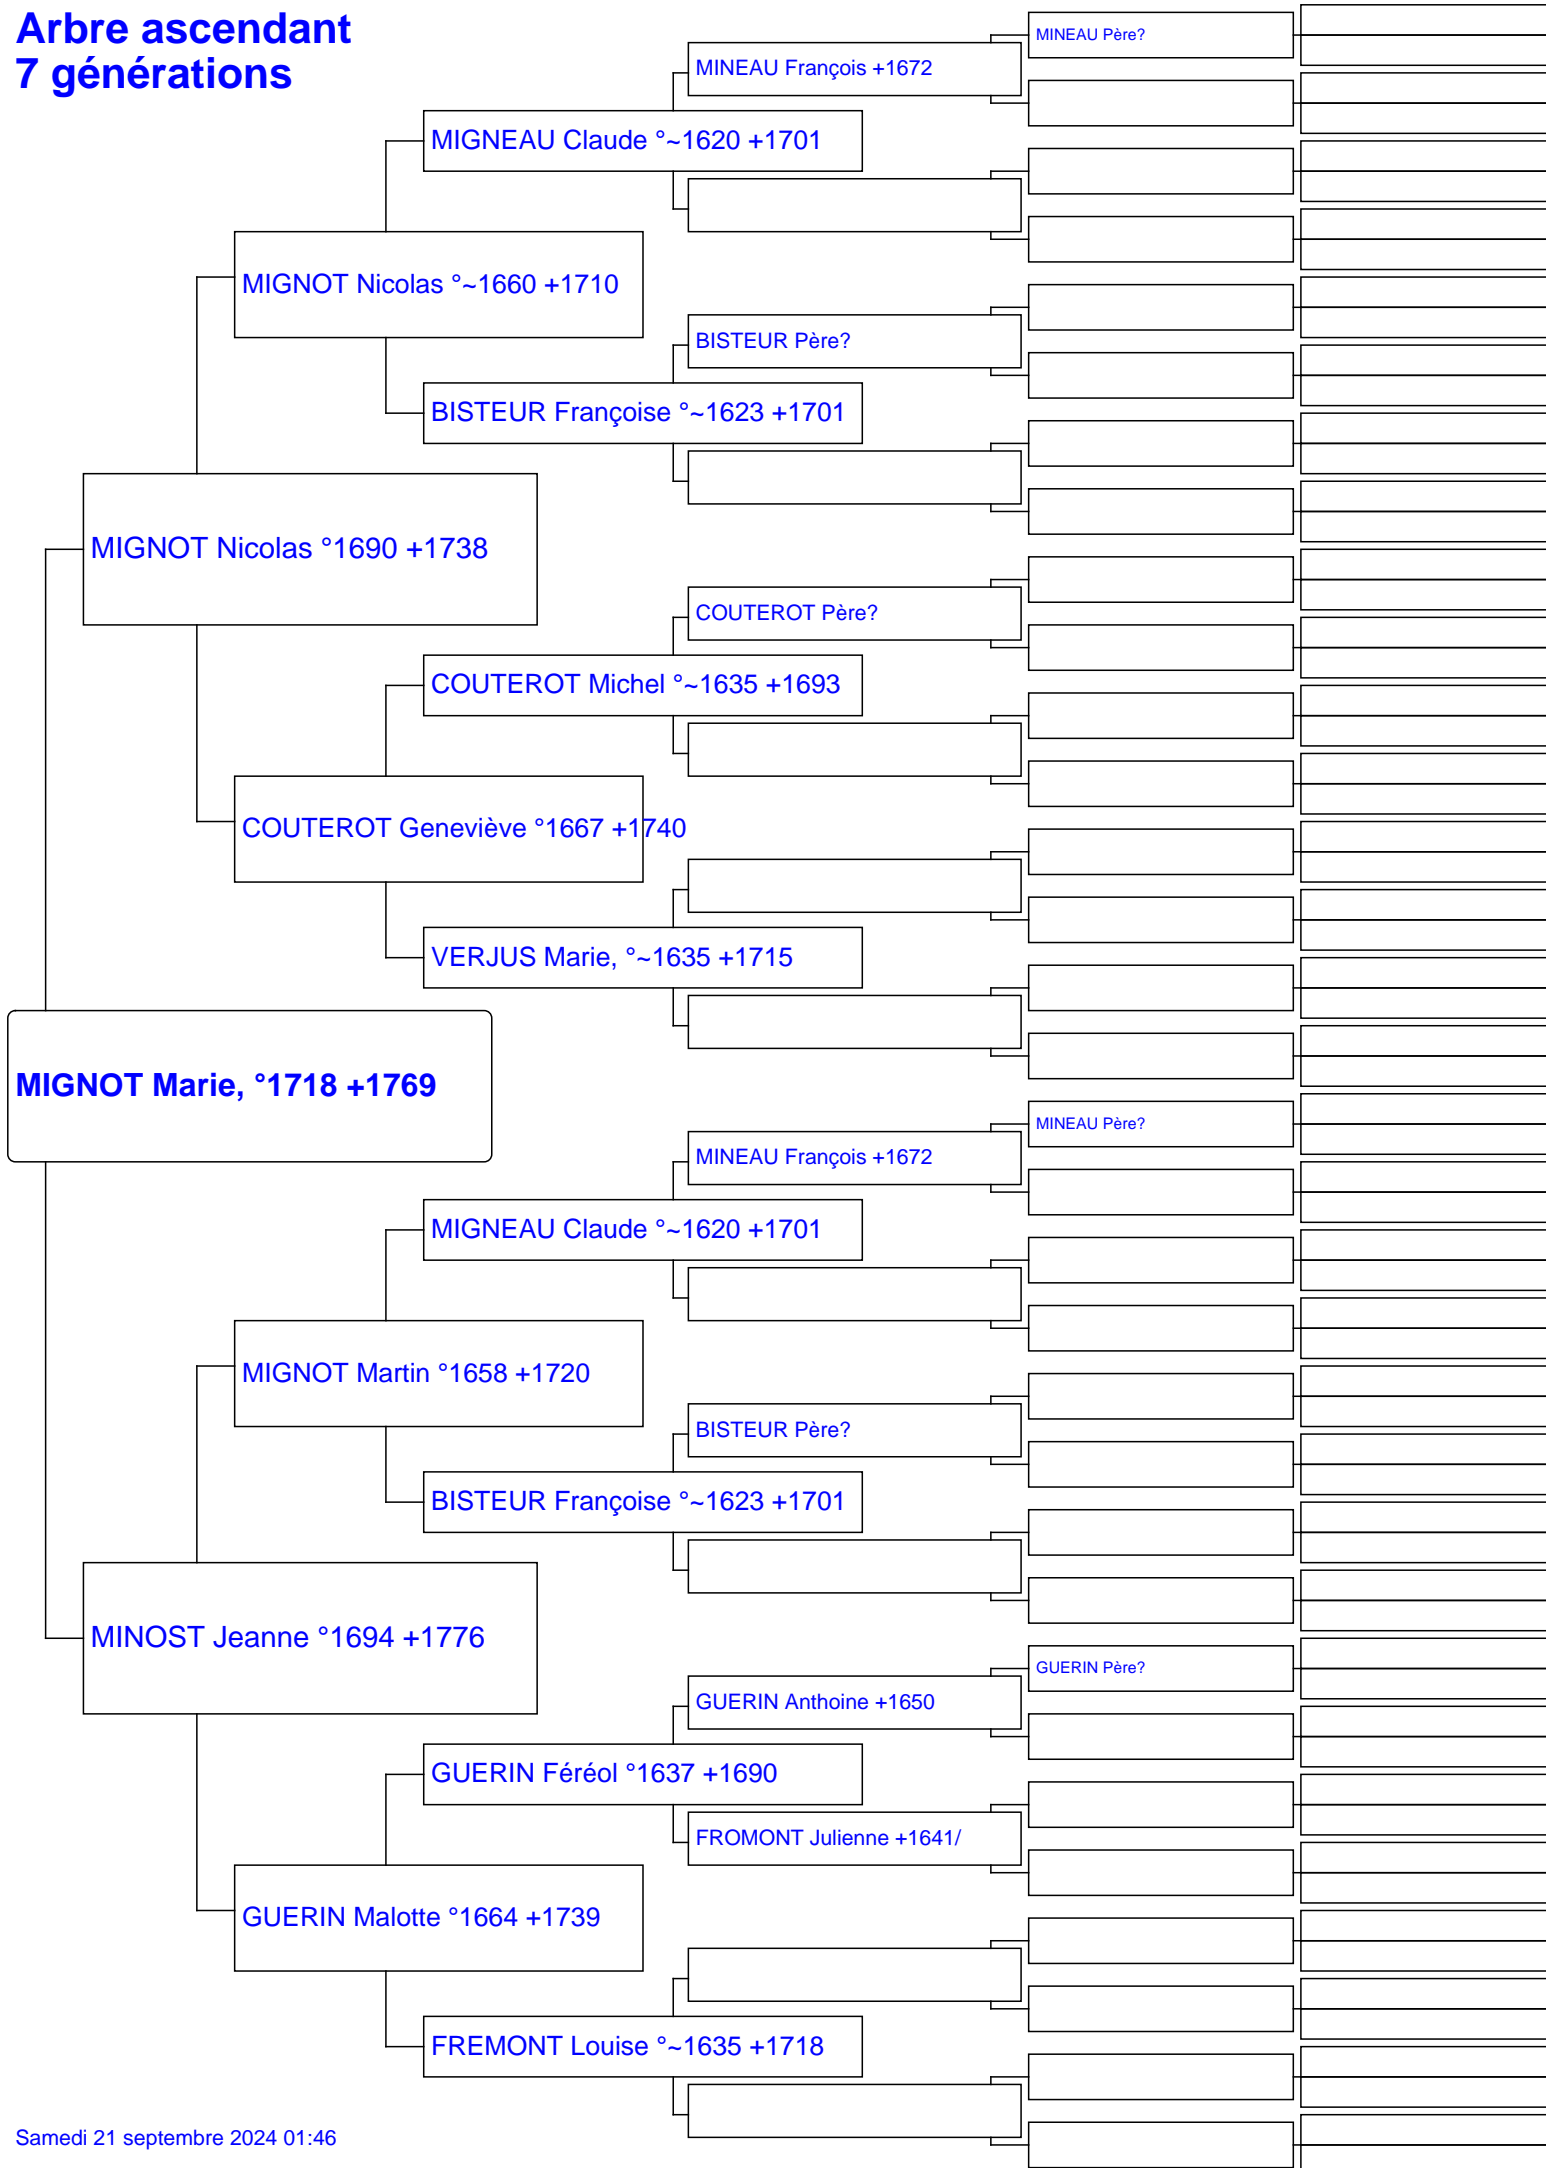 Arbre ascendant
7 générations
MINEAU Père?
MINEAU François +1672
MIGNEAU Claude °~1620 +1701
MIGNOT Nicolas °~1660 +1710
BISTEUR Père?
BISTEUR Françoise °~1623 +1701
MIGNOT Nicolas °1690 +1738
COUTEROT Père?
COUTEROT Michel °~1635 +1693
COUTEROT Geneviève °1667 +1740
VERJUS Marie, °~1635 +1715
MIGNOT Marie, °1718 +1769
MINEAU Père?
MINEAU François +1672
MIGNEAU Claude °~1620 +1701
MIGNOT Martin °1658 +1720
BISTEUR Père?
BISTEUR Françoise °~1623 +1701
MINOST Jeanne °1694 +1776
GUERIN Père?
GUERIN Anthoine +1650
GUERIN Féréol °1637 +1690
FROMONT Julienne +1641/
GUERIN Malotte °1664 +1739
FREMONT Louise °~1635 +1718
Samedi 21 septembre 2024 01:46